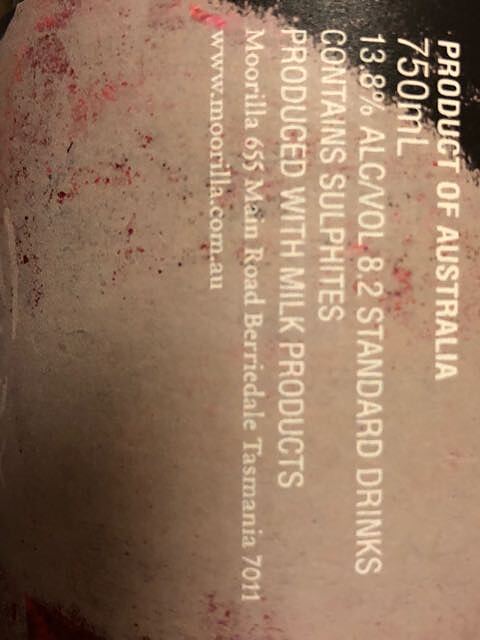 PRODUCT OF AUSTRALIA
750mL
13.8% ALC/VOL 8.2 STANDARD DRINKS
CONTAINS SULPHITES
PRODUCED WITH MILK PRODUCTS
Moorilla 655 Main Road Berriedale Tasmania 7011
www.moorilla.com.au